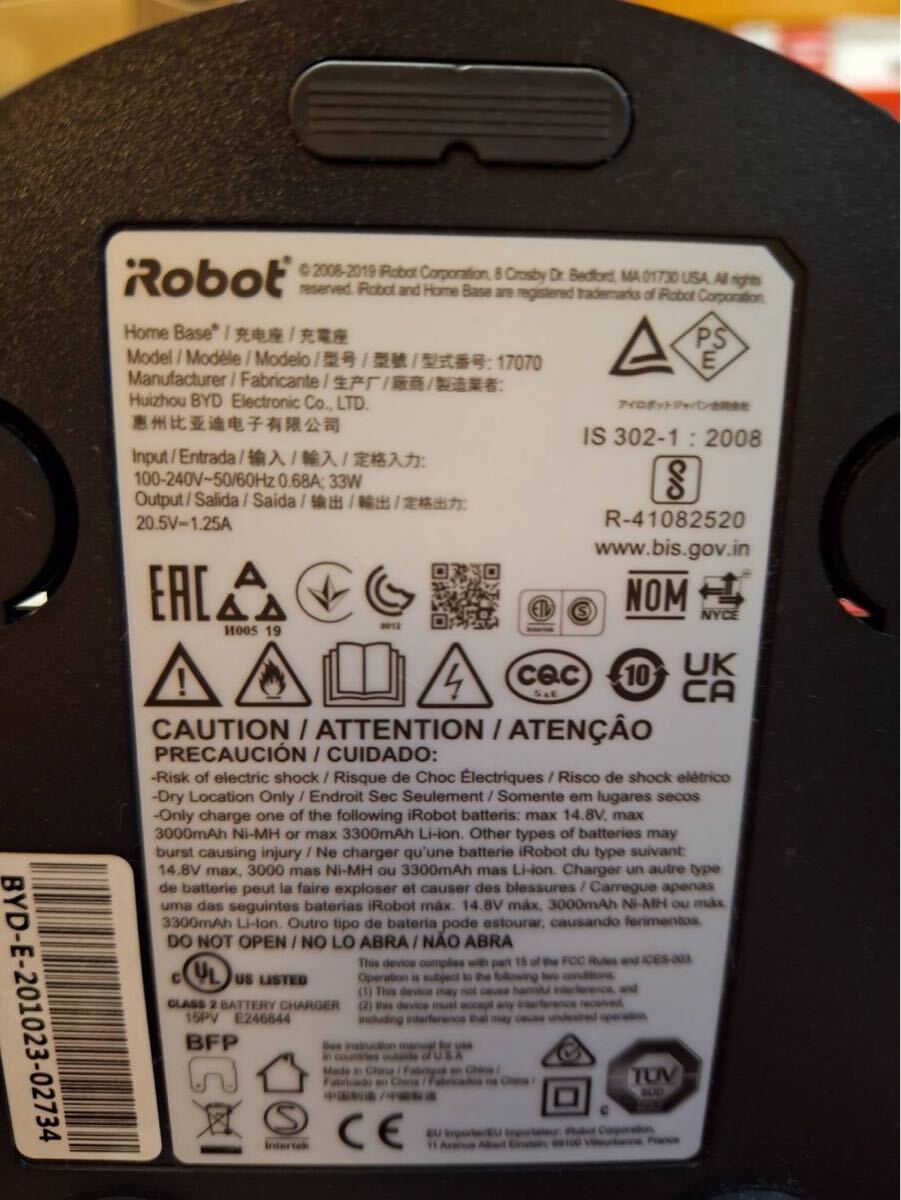 iRobot® © 2008-2019 iRobot Corporation, 8 Crosby Dr. Bedford, MA 01730 USA. All rights
reserved. iRobot and Home Base are registered trademarks of iRobot Corporation.
Home Base® / 充电座 / 充電座
Model / Modèle / Modelo / 型号 / 型號 / 型式番号: 17070
Manufacturer / Fabricante / 生产厂 / 廠商 / 製造業者:
Huizhou BYD Electronic Co., LTD.
惠州比亚迪电子有限公司
PS
E
アイロボットジャパン合同会社
IS 302-1 : 2008
R-41082520
www.bis.gov.in
Input / Entrada / 输入 / 輸入 / 定格入力:
100-240V~50/60Hz 0.68A; 33W
Output / Salida / Saída / 输出 / 輸出 / 定格出力:
20.5V=1.25A
EAC
И005 19
0012
ETL
Intertek
NOM
NYCE
CQC
S&E
10
UK
CA
CAUTION / ATTENTION / ATENÇÂO
PRECAUCIÓN / CUIDADO:
-Risk of electric shock / Risque de Choc Électriques / Risco de shock elétrico
-Dry Location Only / Endroit Sec Seulement / Somente em lugares secos
-Only charge one of the following iRobot batteris: max 14.8V, max
3000mAh Ni-MH or max 3300mAh Li-ion. Other types of batteries may
burst causing injury / Ne charger qu'une batterie iRobot du type suivant:
14.8V max, 3000 mas Ni-MH ou 3300mAh mas Li-ion. Charger un autre type
de batterie peut la faire exploser et causer des blessures / Carregue apenas
uma das seguintes baterias iRobot máx. 14.8V máx, 3000mAh Ni-MH ou máx.
3300mAh Li-Ion. Outro tipo de bateria pode estourar, causando ferimentos.
DO NOT OPEN / NO LO ABRA / NÃO ABRA
c UL US LISTED
CLASS 2 BATTERY CHARGER
15PV E246844
This device complies with part 15 of the FCC Rules and ICES-003.
Operation is subject to the following two conditions:
(1) This device may not cause harmful interference, and
(2) this device must accept any interference received,
including interference that may cause undesired operation.
BFP
See instruction manual for use
in countries outside of U.S.A
Made in China / Fabriqué en China /
Fabricado en China / Fabricados na China /
中国制造 / 中國製造
Intertek
CE
c TÜV
SÜD
EU Importer/EU Importateur: iRobot Corporation,
11 Avenue Albert Einstein, 69100 Villeurbanne, France
BYD-E-201023-02734